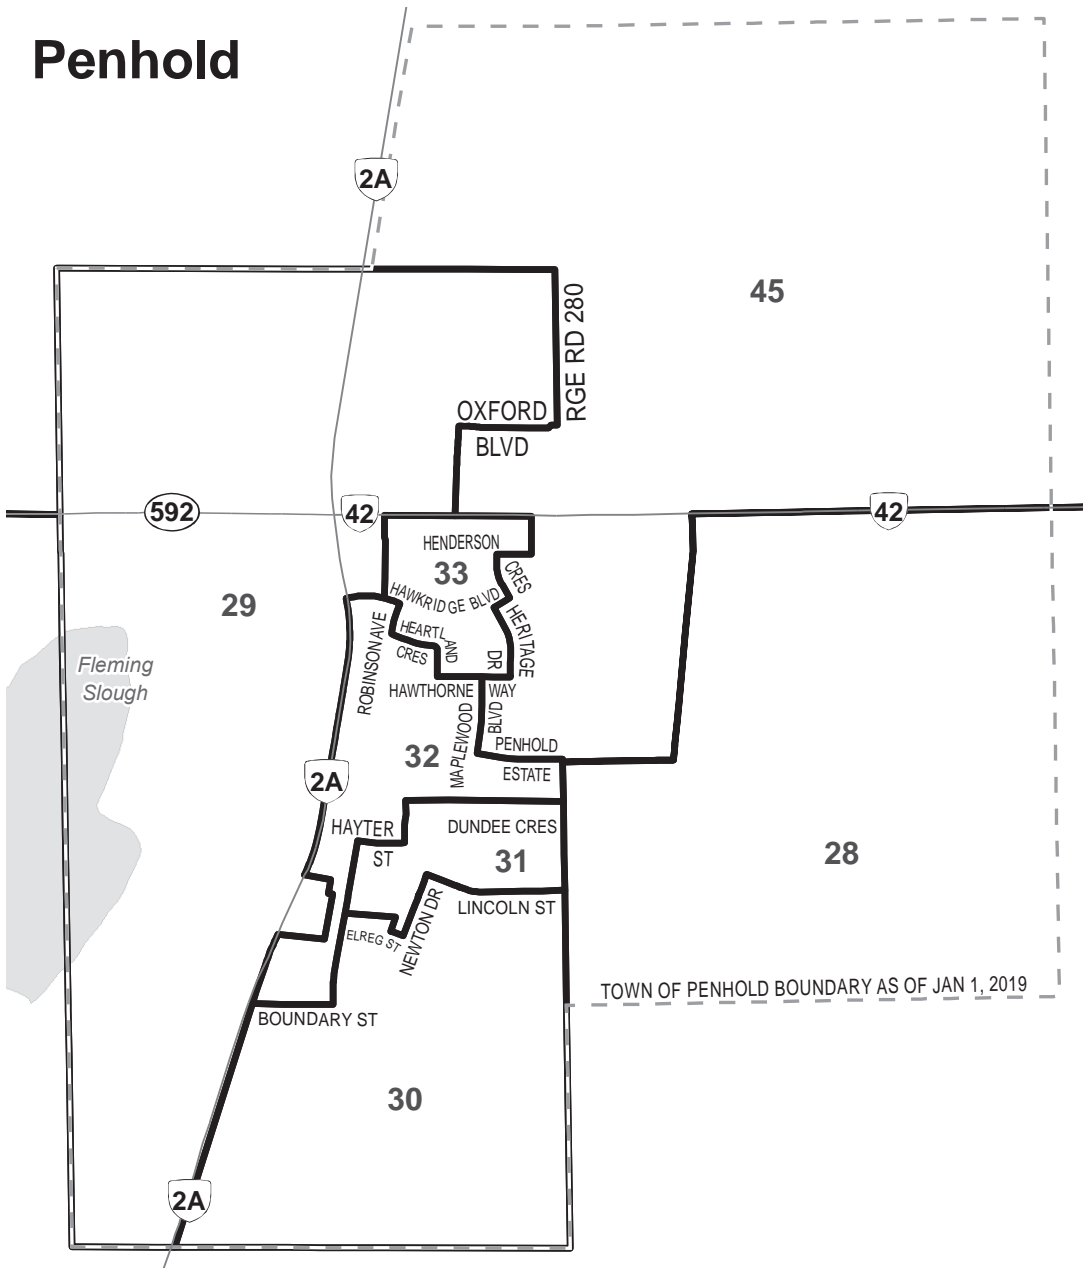 Penhold
2A
45
RGE RD 280
OXFORD
BLVD
592
42
42
HENDERSON
CRES
33
HAWKRIDGE BLVD
29
HERITAGE
DR
ROBINSON AVE
HEARTL
AND
CRES
Fleming
Slough
HAWTHORNE WAY
MAPLEWOOD
BLVD
PENHOLD
ESTATE
32
2A
HAYTER
ST
DUNDEE CRES
31
28
LINCOLN ST
NEWTON DR
ELREG ST
TOWN OF PENHOLD BOUNDARY AS OF JAN 1, 2019
BOUNDARY ST
30
2A